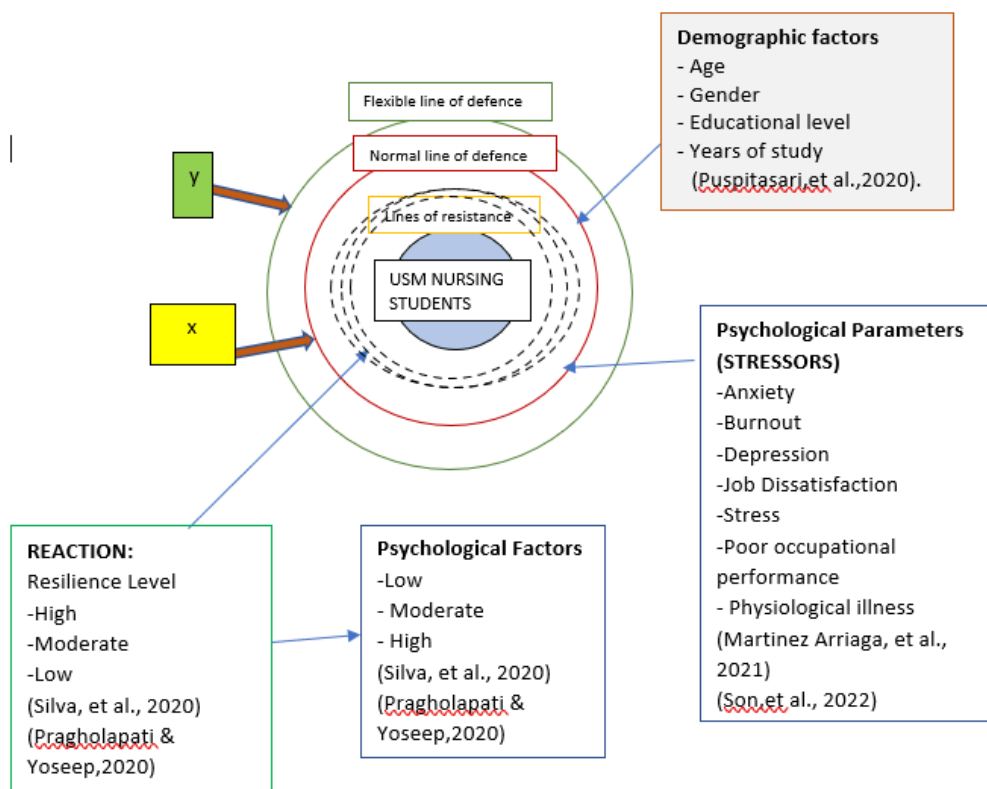 Flexible line of defence
Normal line of defence
Lines of resistance
USM NURSING
STUDENTS
y
x
Demographic factors
- Age
- Gender
- Educational level
- Years of study
(Puspitasari,et al.,2020).
Psychological Parameters
(STRESSORS)
-Anxiety
-Burnout
-Depression
-Job Dissatisfaction
-Stress
-Poor occupational
performance
- Physiological illness
(Martinez Arriaga, et al.,
2021)
(Son,et al., 2022)
REACTION:
Resilience Level
-High
-Moderate
-Low
(Silva, et al., 2020)
(Pragholapati &
Yoseep,2020)
Psychological Factors
-Low
- Moderate
- High
(Silva, et al., 2020)
(Pragholapati &
Yoseep,2020)